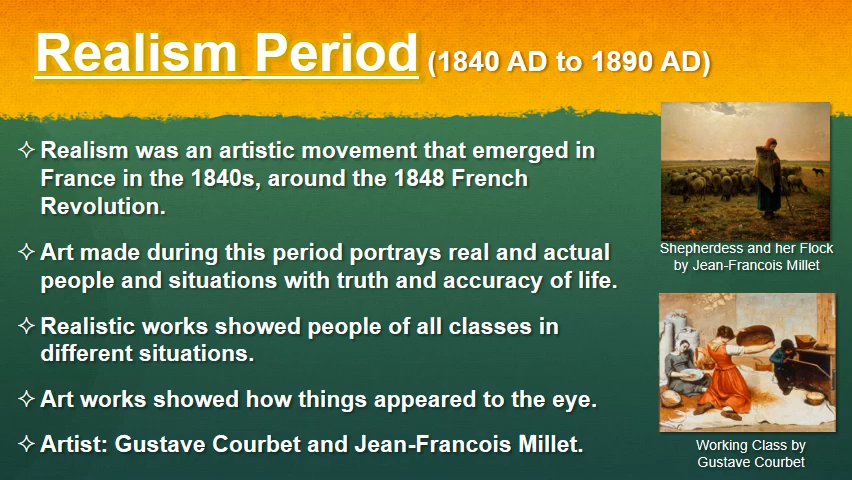 Realism Period (1840 AD to 1890 AD)
✧ Realism was an artistic movement that emerged in
France in the 1840s, around the 1848 French
Revolution.
✧ Art made during this period portrays real and actual
people and situations with truth and accuracy of life.
✧ Realistic works showed people of all classes in
different situations.
✧ Art works showed how things appeared to the eye.
✧ Artist: Gustave Courbet and Jean-Francois Millet.
Shepherdess and her Flock
by Jean-Francois Millet
Working Class by
Gustave Courbet